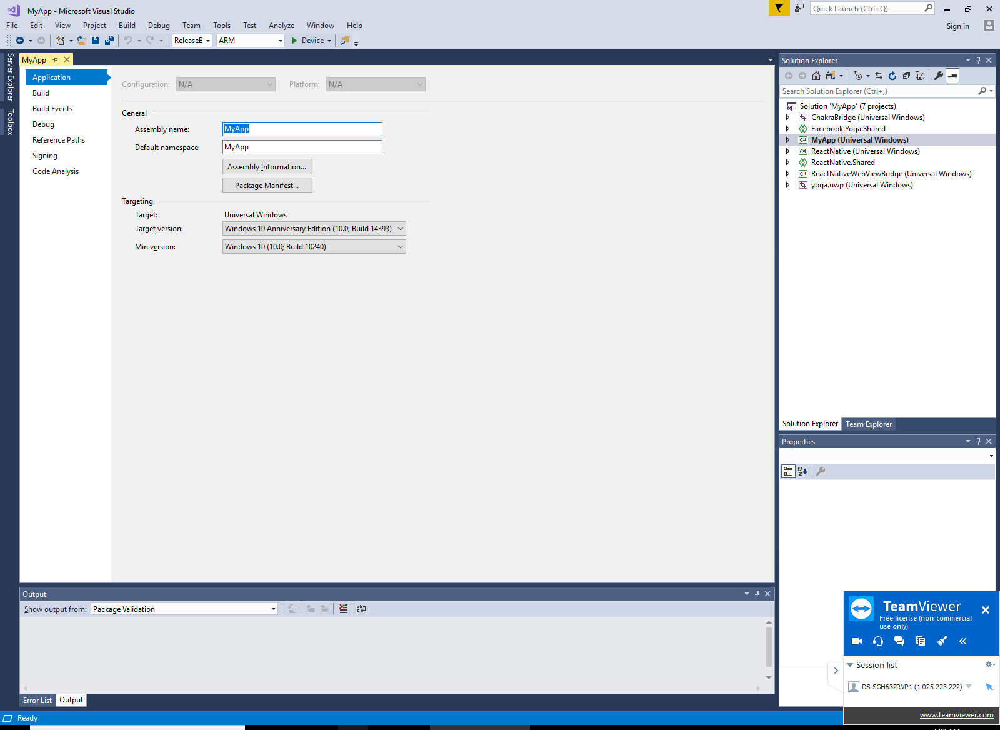 MyApp - Microsoft Visual Studio
Quick Launch (Ctrl+Q)
File Edit View Project Build Debug Team Tools Test Analyze Window Help
Sign in
ReleaseB ARM Device
Server Explorer
Toolbox
MyApp
Application
Build
Build Events
Debug
Reference Paths
Signing
Code Analysis
Configuration: N/A Platform: N/A
General
Assembly name: MyApp
Default namespace: MyApp
Assembly Information...
Package Manifest...
Targeting
Target: Universal Windows
Target version: Windows 10 Anniversary Edition (10.0; Build 14393)
Min version: Windows 10 (10.0; Build 10240)
Solution Explorer
Search Solution Explorer (Ctrl+;)
Solution 'MyApp' (7 projects)
ChakraBridge (Universal Windows)
Facebook.Yoga.Shared
C# MyApp (Universal Windows)
C# ReactNative (Universal Windows)
ReactNative.Shared
C# ReactNativeWebViewBridge (Universal Windows)
yoga.uwp (Universal Windows)
Solution Explorer Team Explorer
Properties
Output
Show output from: Package Validation
Error List Output
Ready
TeamViewer
Free license (non-commercial
use only)
Session list
DS-SGH632RVP1 (1 025 223 222)
www.teamviewer.com